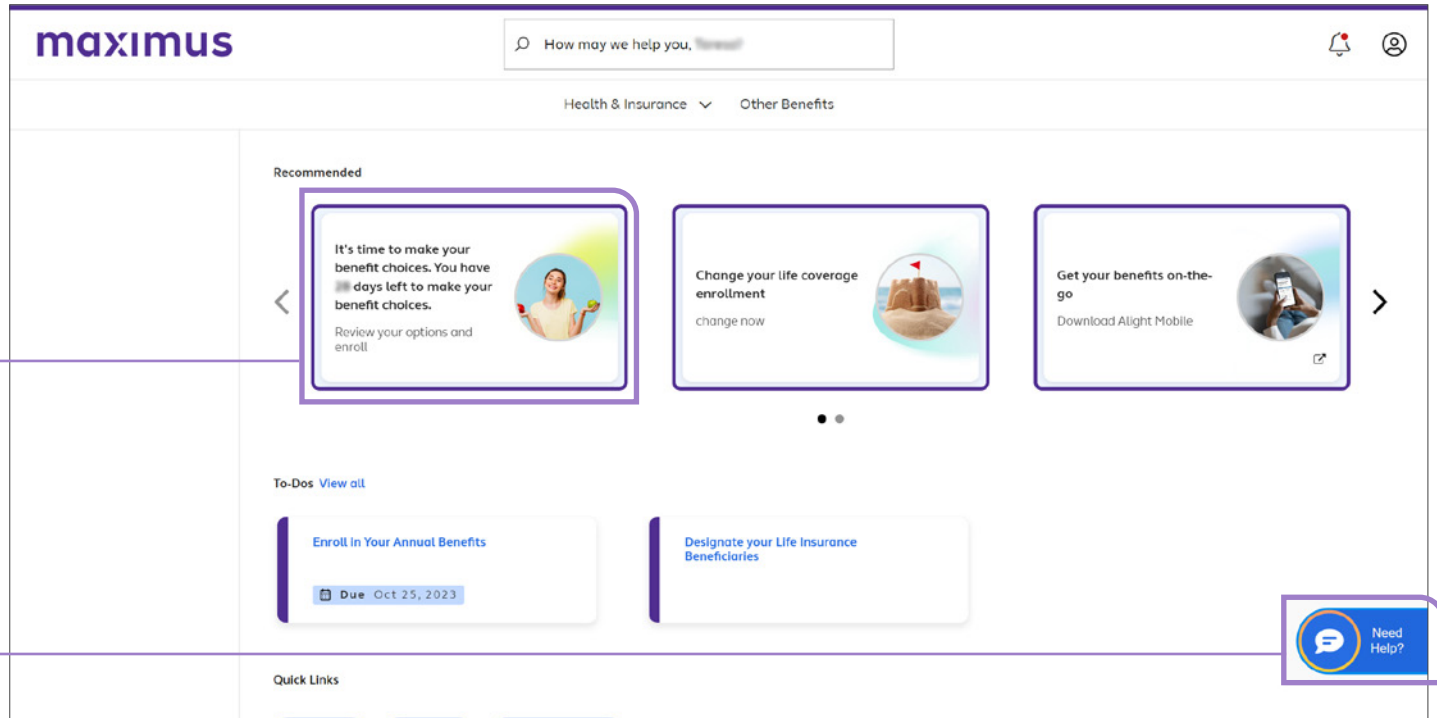 maximus
How may we help you,
Health & Insurance
Other Benefits
Recommended
It's time to make your
benefit choices. You have
days left to make your
benefit choices.
Review your options and
enroll
Change your life coverage
enrollment
change now
Get your benefits on-the-
go
Download Alight Mobile
To-Dos View all
Enroll in Your Annual Benefits
Due Oct 25, 2023
Designate your Life Insurance
Beneficiaries
Need
Help?
Quick Links